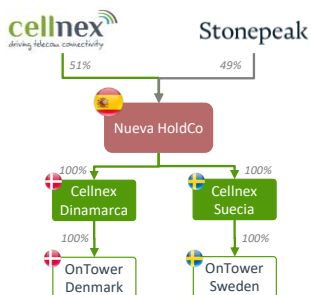 cellnex
driving telecom connectivity
Stonepeak
51%
49%
Nueva HoldCo
100%
100%
Cellnex
Dinamarca
Cellnex
Suecia
100%
100%
OnTower
Denmark
OnTower
Sweden